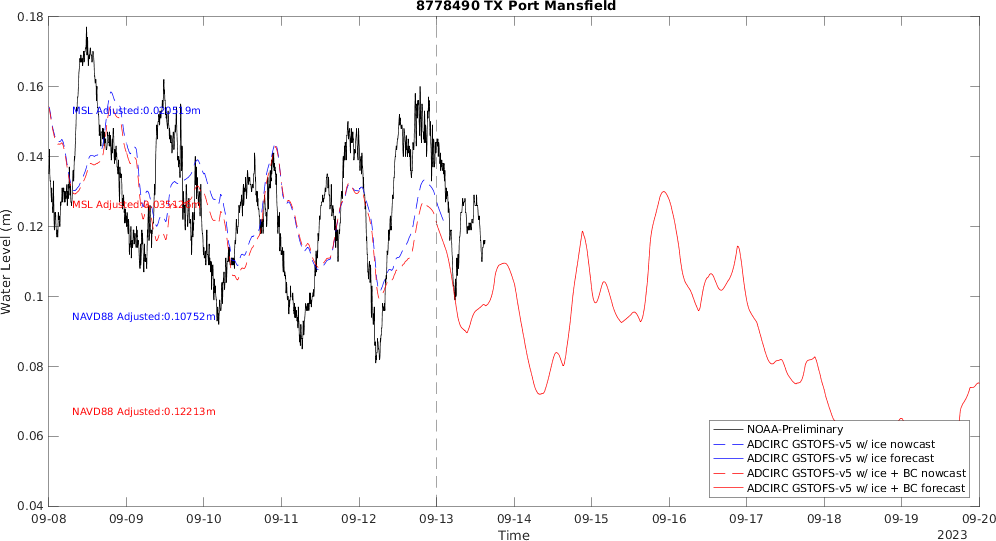 8778490 TX Port Mansfield
0.18
0.16
0.14
0.12
0.1
0.08
0.06
0.04
Water Level (m)
MSL Adjusted:0.020519m
MSL Adjusted:
NAVD88 Adjusted:0.10752m
NAVD88 Adjusted:0.12213m
NOAA-Preliminary
ADCIRC GSTOFS-v5 w/ ice nowcast
ADCIRC GSTOFS-v5 w/ ice forecast
ADCIRC GSTOFS-v5 w/ ice + BC nowcast
ADCIRC GSTOFS-v5 w/ ice + BC forecast
09-08 09-09 09-10 09-11 09-12 09-13 09-14 09-15 09-16 09-17 09-18 09-19 09-20
Time
2023